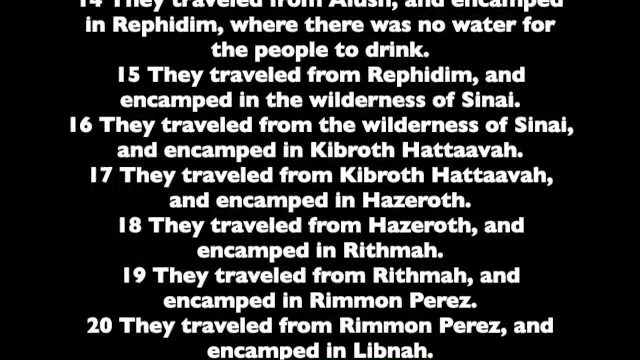 14 They traveled from Alush, and encamped
in Rephidim, where there was no water for
the people to drink.
15 They traveled from Rephidim, and
encamped in the wilderness of Sinai.
16 They traveled from the wilderness of Sinai,
and encamped in Kibroth Hattaavah.
17 They traveled from Kibroth Hattaavah,
and encamped in Hazeroth.
18 They traveled from Hazeroth, and
encamped in Rithmah.
19 They traveled from Rithmah, and
encamped in Rimmon Perez.
20 They traveled from Rimmon Perez, and
encamped in Libnah.